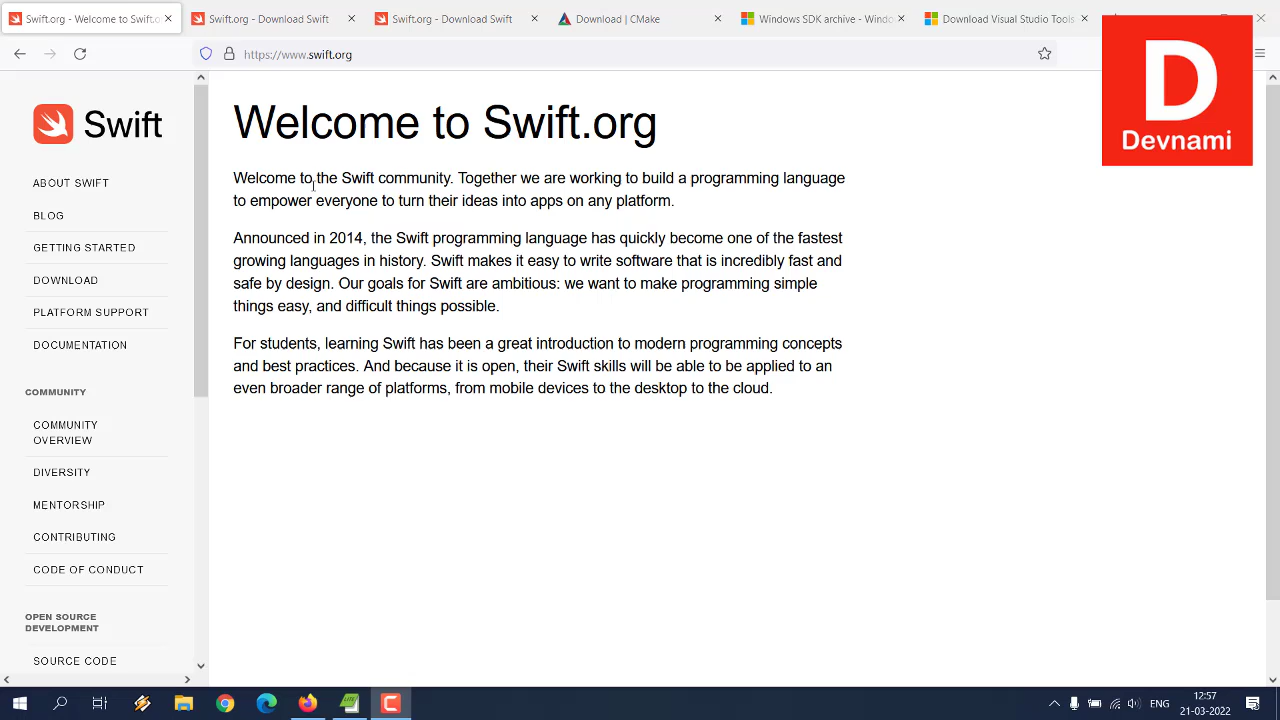 Swift.org - Welcome to Swift.o
Swift.org - Download Swift
Swift.org - Download Swift
Download | CMake
Windows SDK archive - Window
Download Visual Studio Tools
https://www.swift.org
D
Devnami
Swift
ABOUT SWIFT
BLOG
GETTING STARTED
DOWNLOAD
PLATFORM SUPPORT
DOCUMENTATION
COMMUNITY
COMMUNITY
OVERVIEW
DIVERSITY
MENTORSHIP
CONTRIBUTING
CODE OF CONDUCT
OPEN SOURCE
DEVELOPMENT
SOURCE CODE
Welcome to Swift.org
Welcome to the Swift community. Together we are working to build a programming language
to empower everyone to turn their ideas into apps on any platform.
Announced in 2014, the Swift programming language has quickly become one of the fastest
growing languages in history. Swift makes it easy to write software that is incredibly fast and
safe by design. Our goals for Swift are ambitious: we want to make programming simple
things easy, and difficult things possible.
For students, learning Swift has been a great introduction to modern programming concepts
and best practices. And because it is open, their Swift skills will be able to be applied to an
even broader range of platforms, from mobile devices to the desktop to the cloud.
LITE
C
ENG
12:57
21-03-2022